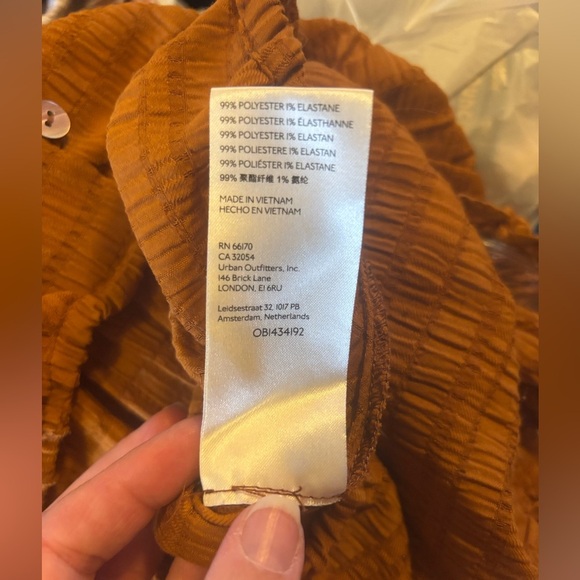 99% POLYESTER 1% ELASTANE
99% POLYESTER 1% ÉLASTHANNE
99% POLYESTER 1% ELASTAN
99% POLIESTERE 1% ELASTAN
99% POLIÉSTER 1% ELASTANE
99% 聚酯纤维 1% 氨纶
MADE IN VIETNAM
HECHO EN VIETNAM
RN 66170
CA 32054
Urban Outfitters, Inc.
146 Brick Lane
LONDON, E1 6RU
Leidsestraat 32, 1017 PB
Amsterdam, Netherlands
OB1434192